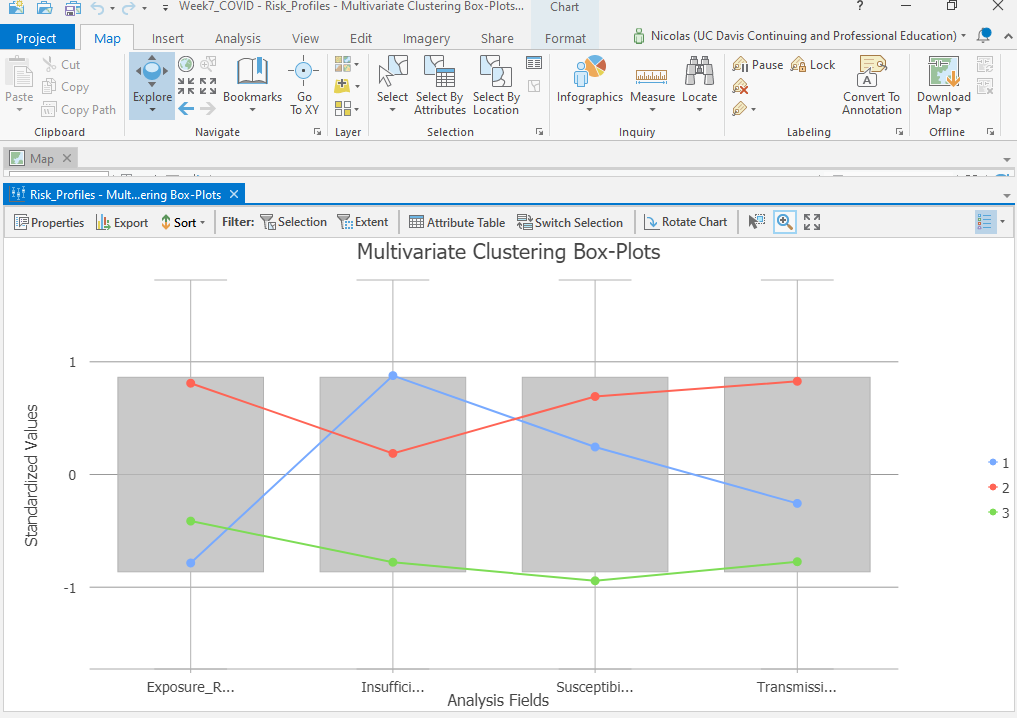 Week7_COVID - Risk_Profiles - Multivariate Clustering Box-Plots... Chart ?
Project Map Insert Analysis View Edit Imagery Share Format Nicolas (UC Davis Continuing and Professional Education)
Paste Cut
Copy
Copy Path
Clipboard
Explore Bookmarks Go To XY
Navigate
Layer
Select Select By Attributes Select By Location
Selection
Infographics Measure Locate
Inquiry
Pause Lock
Convert To Annotation
Labeling
Download Map
Offline
Map
Risk_Profiles - Mult...ering Box-Plots
Properties Export Sort Filter: Selection Extent Attribute Table Switch Selection Rotate Chart
Multivariate Clustering Box-Plots
Standardized Values
1
0
-1
1
2
3
Exposure_R... Insuffici... Susceptibi... Transmissi...
Analysis Fields